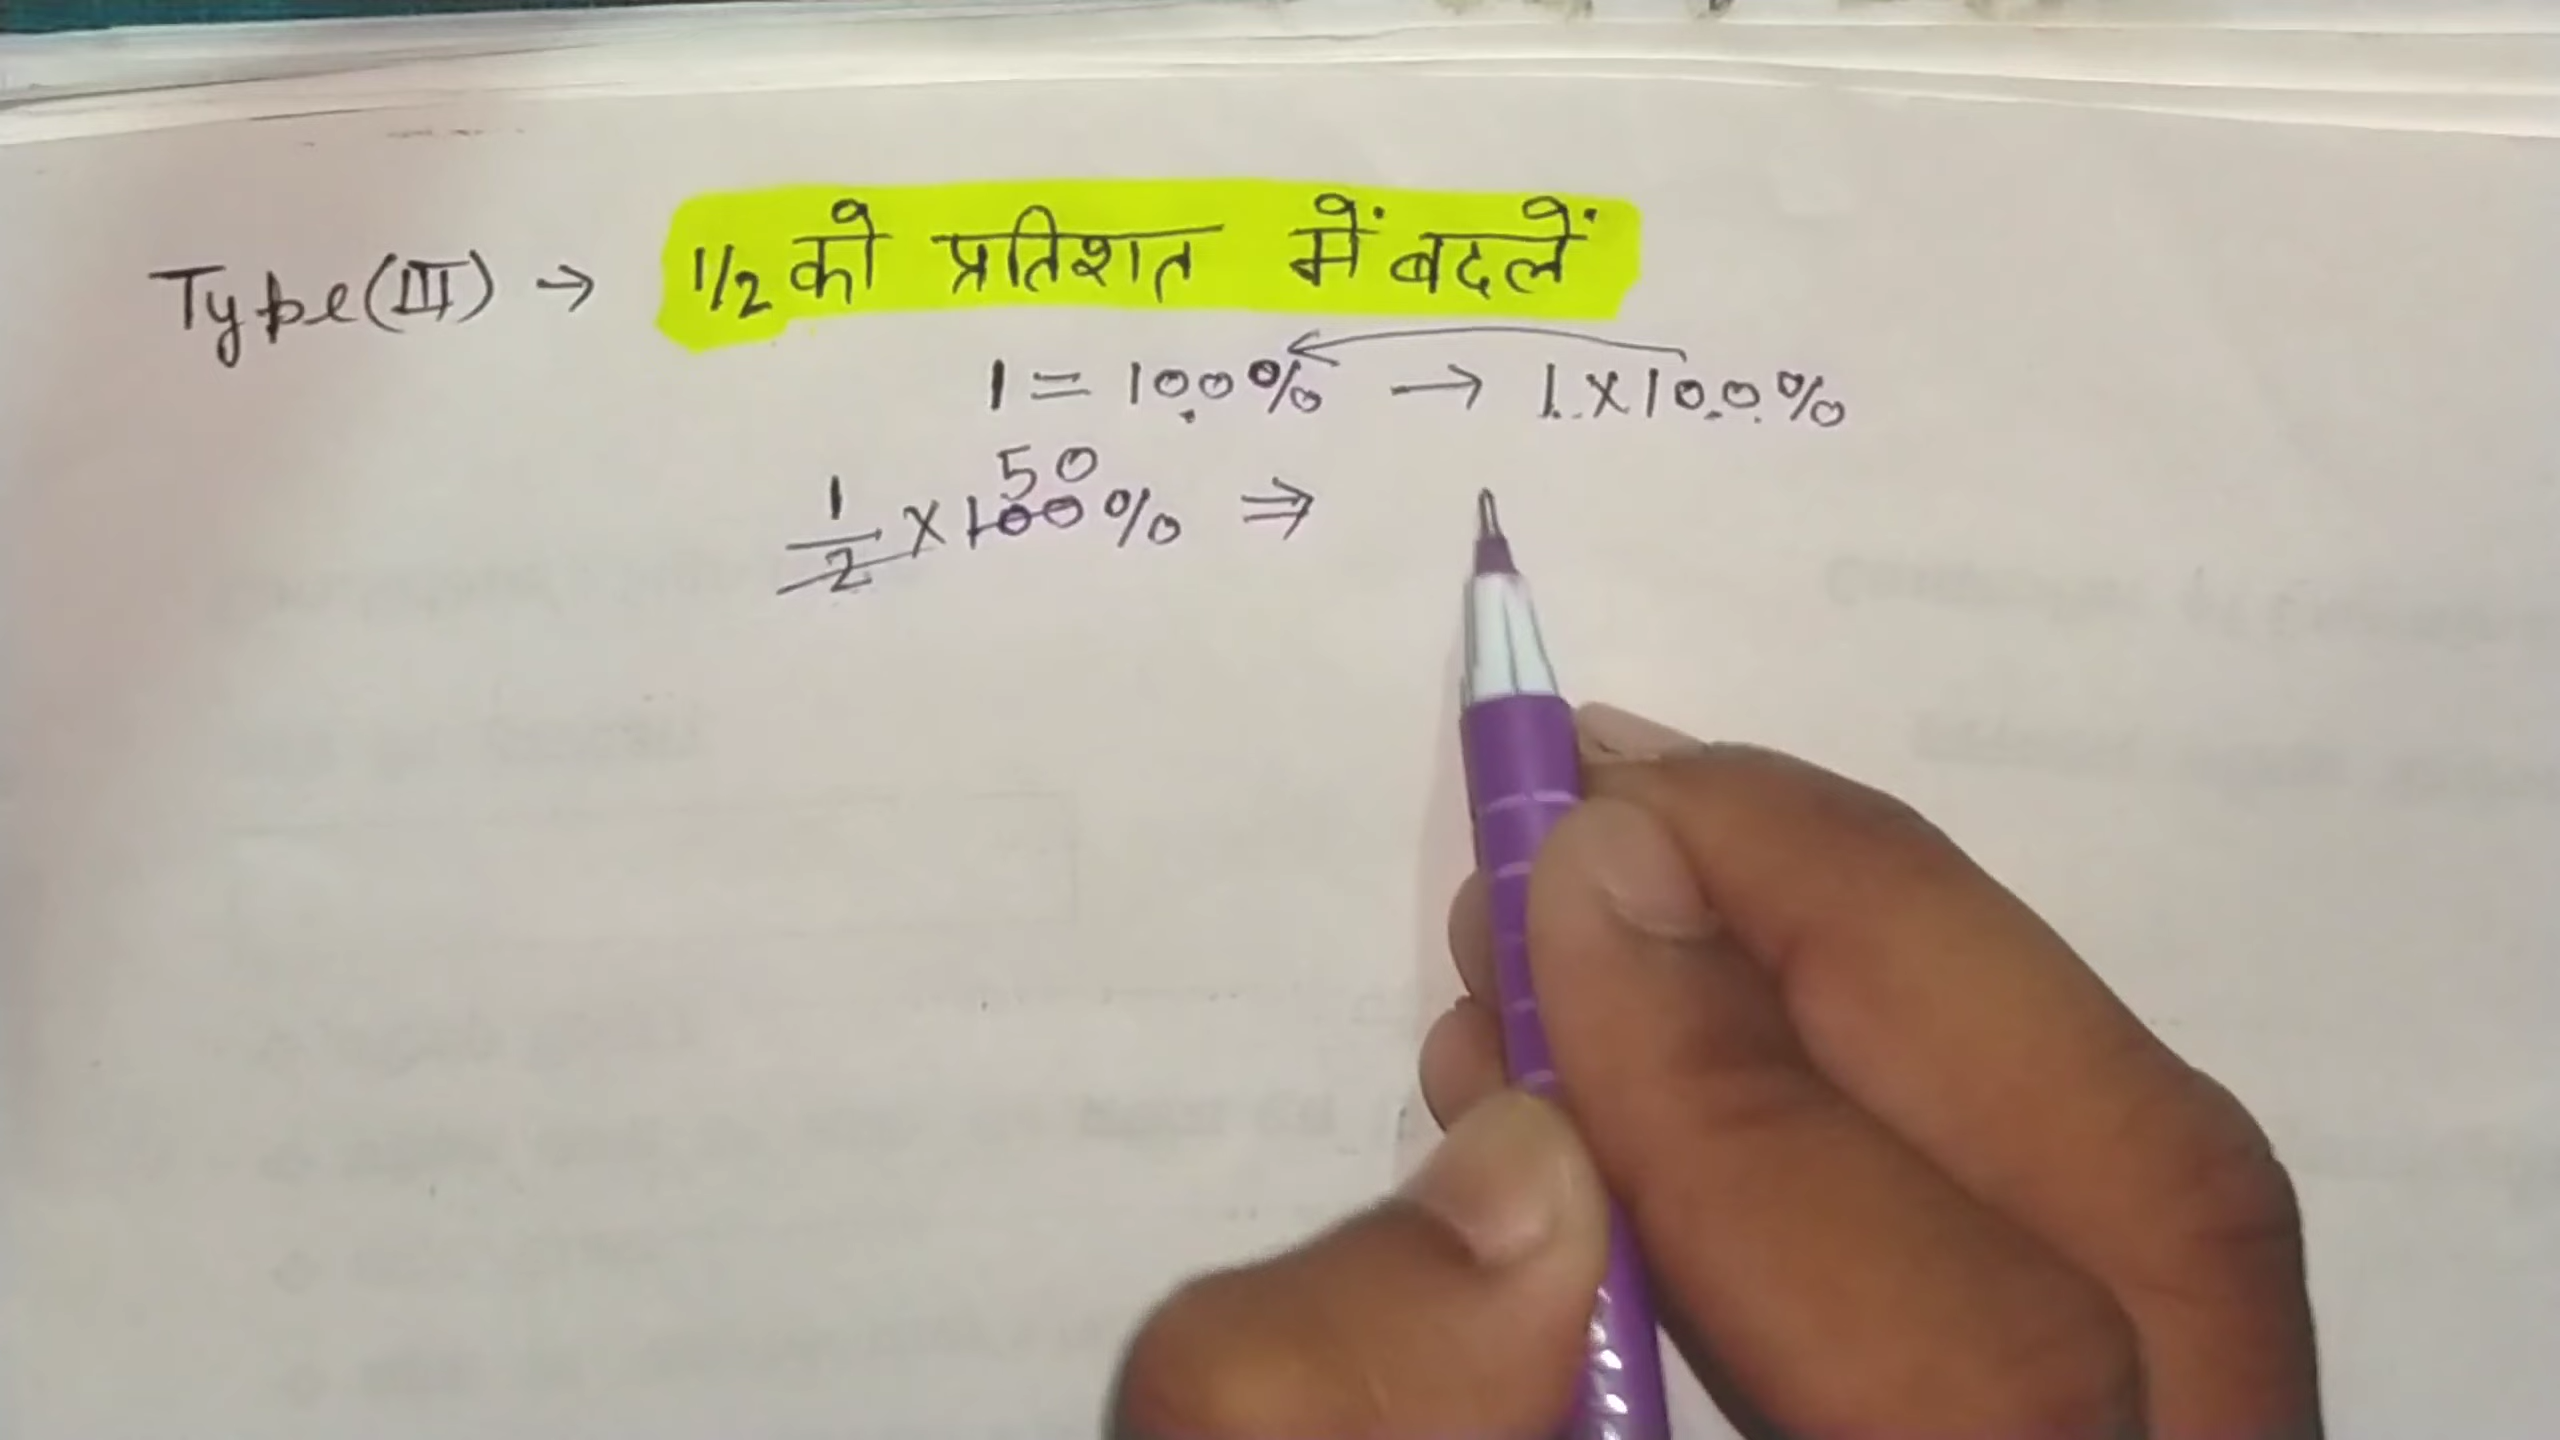 Type(III) → 1/2 को प्रतिशत में बदलें
1 = 100% → 1 x 100%
50
1/2 x 100% ⇒